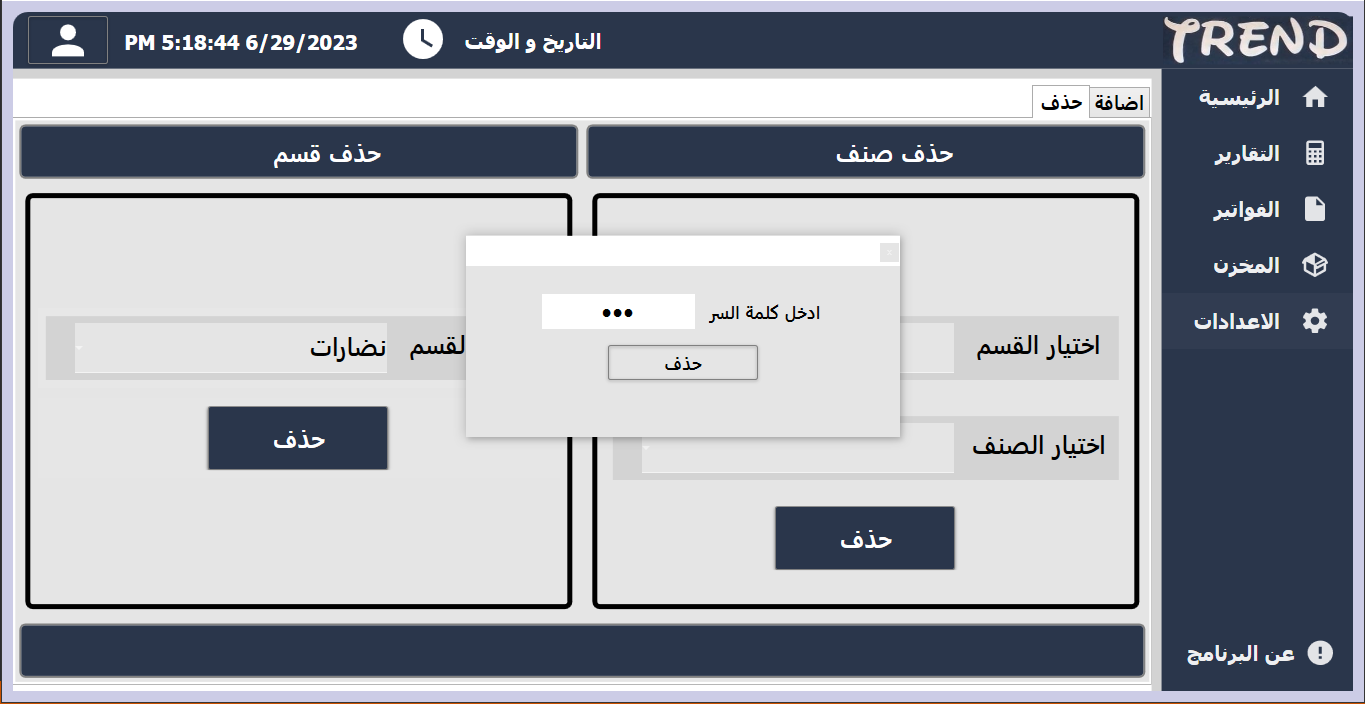 TREND
التاريخ و الوقت
PM 5:18:44 6/29/2023
الرئيسية
التقارير
الفواتير
المخزن
الاعدادات
عن البرنامج
اضافة
حذف
حذف صنف
حذف قسم
ادخل كلمة السر
•••
حذف
اختيار القسم
اختيار الصنف
حذف
القسم
نضارات
حذف